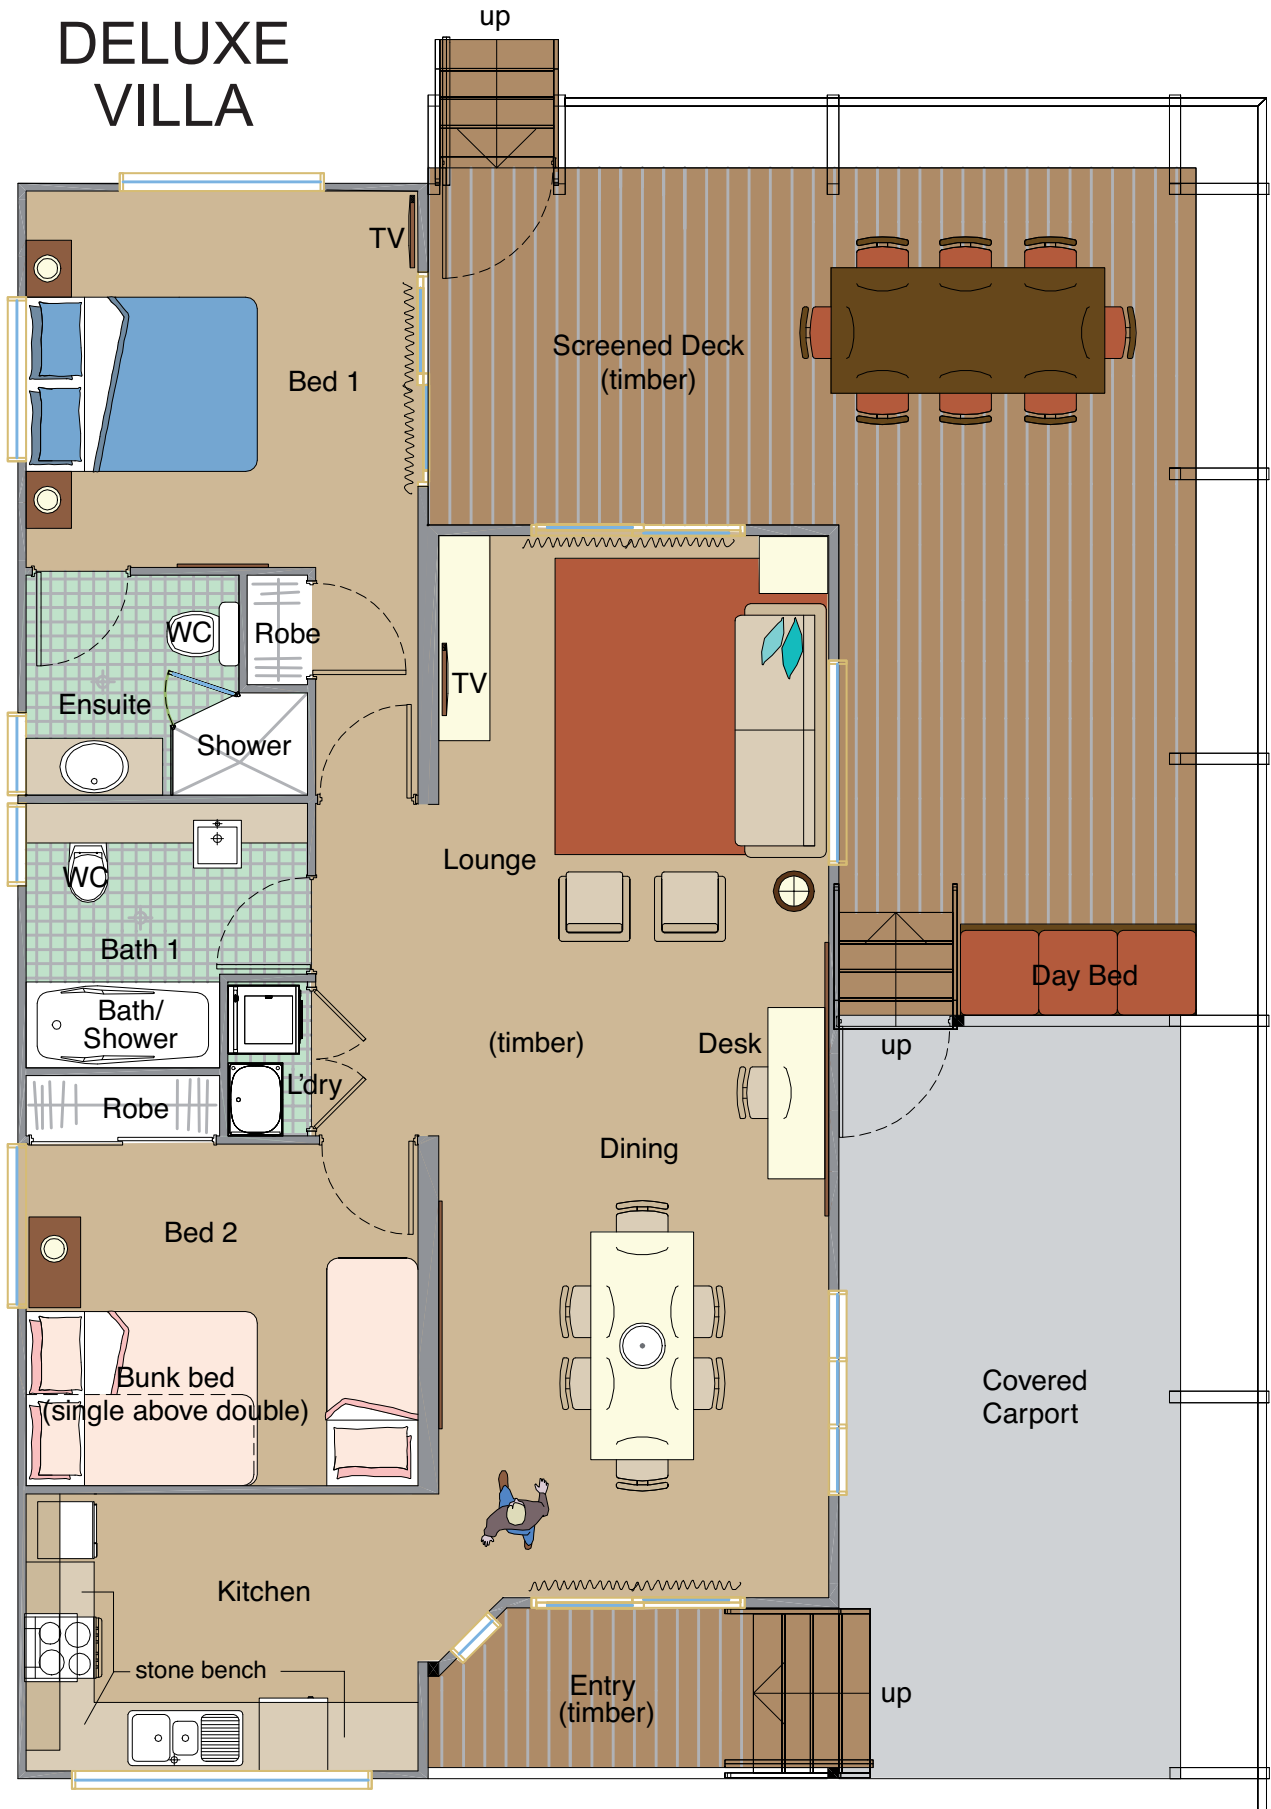 up
DELUXE
VILLA
TV
Screened Deck
(timber)
Bed 1
WC
Robe
TV
Ensuite
Shower
Lounge
WC
Bath 1
Day Bed
Bath/
Shower
(timber)
Desk
up
L'dry
Robe
Dining
Bed 2
Bunk bed
(single above double)
Covered
Carport
Kitchen
stone bench
Entry
(timber)
up